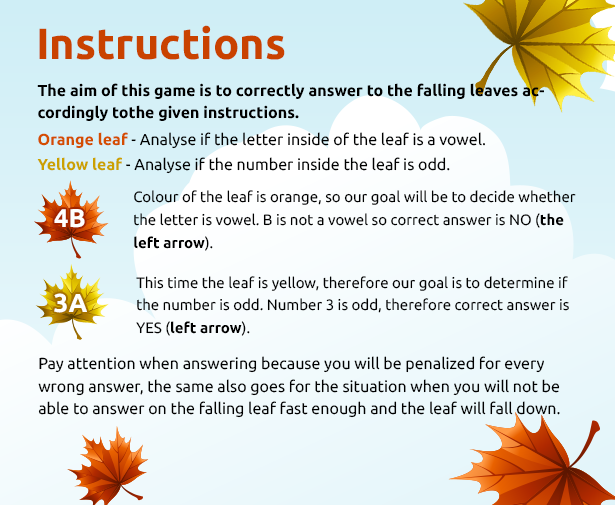 Instructions
The aim of this game is to correctly answer to the falling leaves ac-
cordingly tothe given instructions.
Orange leaf - Analyse if the letter inside of the leaf is a vowel.
Yellow leaf - Analyse if the number inside the leaf is odd.
4B
Colour of the leaf is orange, so our goal will be to decide whether
the letter is vowel. B is not a vowel so correct answer is NO (the
left arrow).
3A
This time the leaf is yellow, therefore our goal is to determine if
the number is odd. Number 3 is odd, therefore correct answer is
YES (left arrow).
Pay attention when answering because you will be penalized for every
wrong answer, the same also goes for the situation when you will not be
able to answer on the falling leaf fast enough and the leaf will fall down.